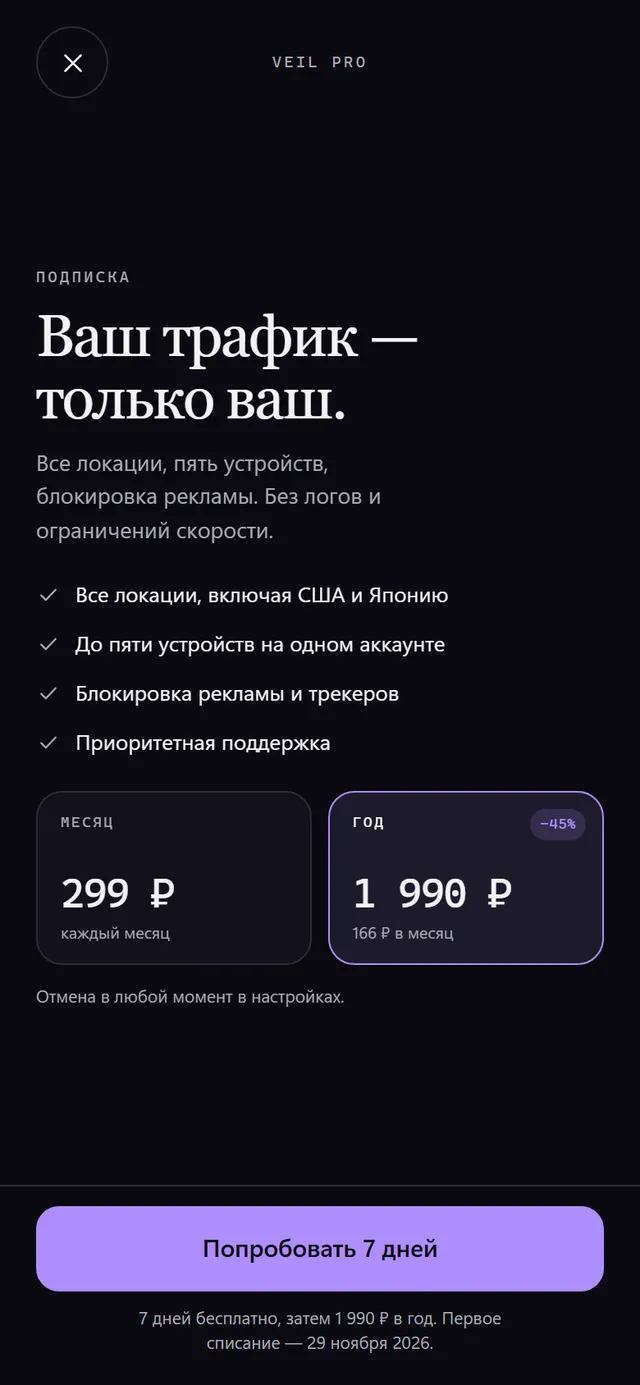 VEIL PRO
ПОДПИСКА
Ваш трафик —
только ваш.
Все локации, пять устройств,
блокировка рекламы. Без логов и
ограничений скорости.
Все локации, включая США и Японию
До пяти устройств на одном аккаунте
Блокировка рекламы и трекеров
Приоритетная поддержка
МЕСЯЦ
299 ₽
каждый месяц
ГОД
−45%
1 990 ₽
166 ₽ в месяц
Отмена в любой момент в настройках.
Попробовать 7 дней
7 дней бесплатно, затем 1 990 ₽ в год. Первое
списание — 29 ноября 2026.